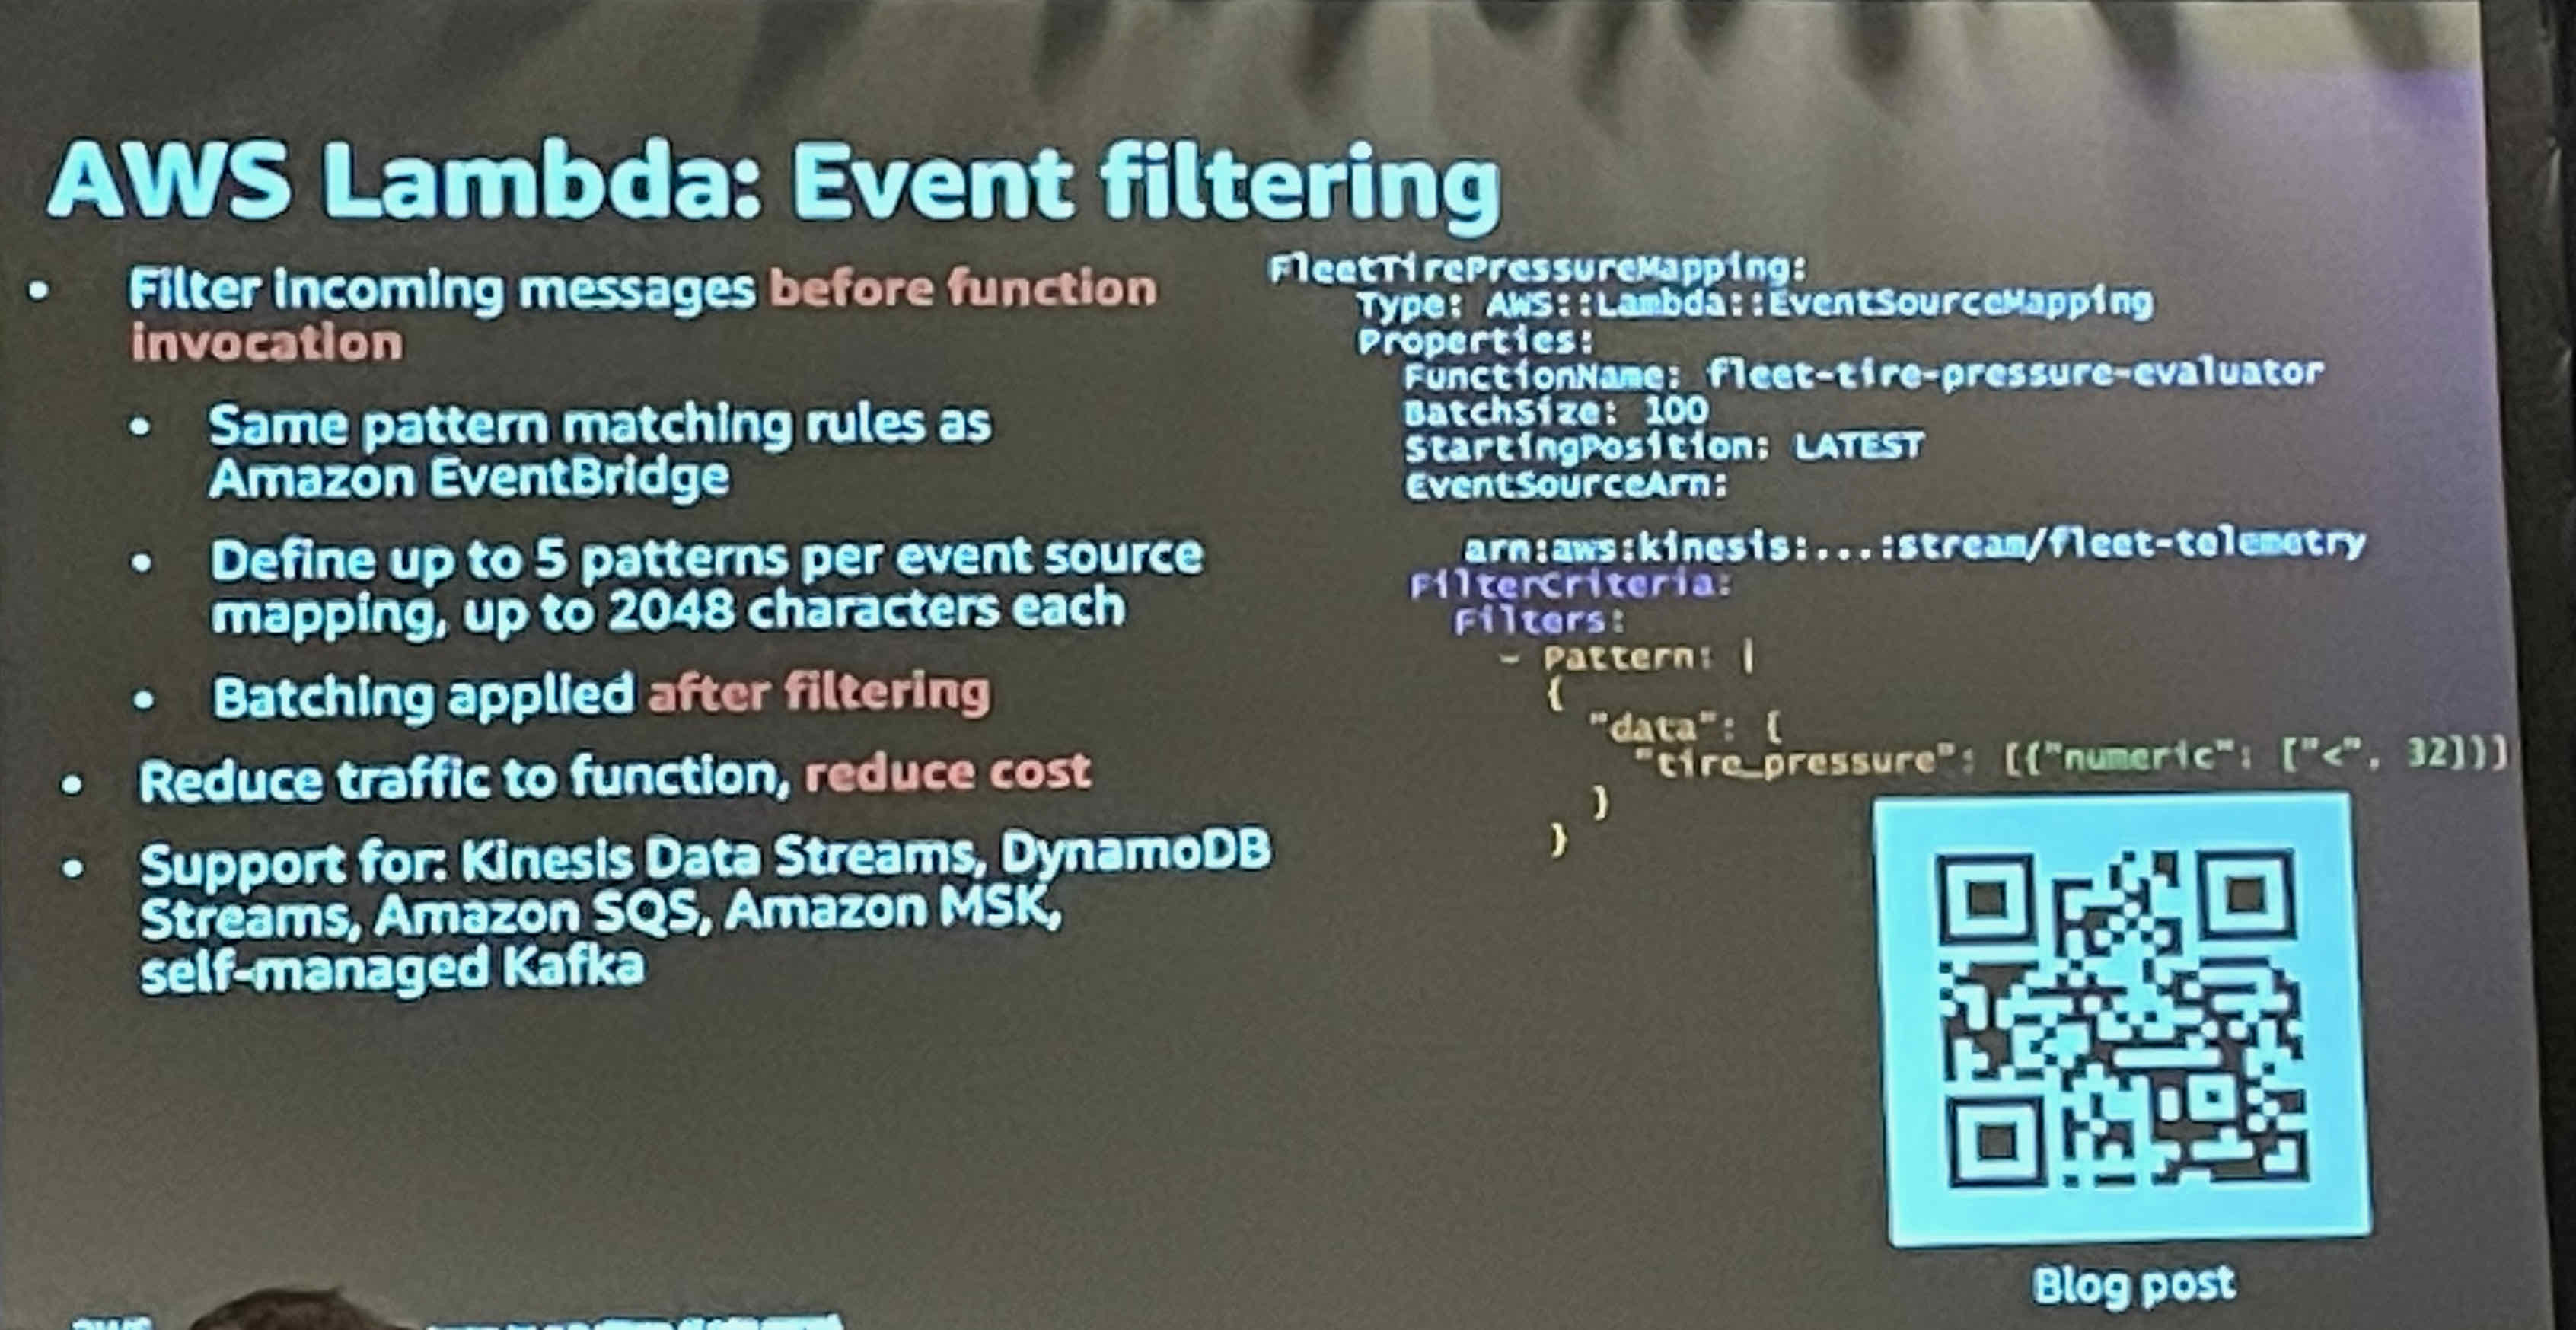 AWS Lambda: Event filtering
• Filter incoming messages before function
invocation
• Same pattern matching rules as
Amazon EventBridge
• Define up to 5 patterns per event source
mapping, up to 2048 characters each
• Batching applied after filtering
• Reduce traffic to function, reduce cost
• Support for: Kinesis Data Streams, DynamoDB
Streams, Amazon SQS, Amazon MSK,
self-managed Kafka
FleetTirePressureMapping:
Type: AWS::Lambda::EventSourceMapping
Properties:
FunctionName: fleet-tire-pressure-evaluator
BatchSize: 100
StartingPosition: LATEST
EventSourceArn:
arn:aws:kinesis:...:stream/fleet-telemetry
FilterCriteria:
Filters:
- Pattern: |
{
"data": {
"tire_pressure": [{"numeric": ["<", 32]}]
}
}
Blog post
aws